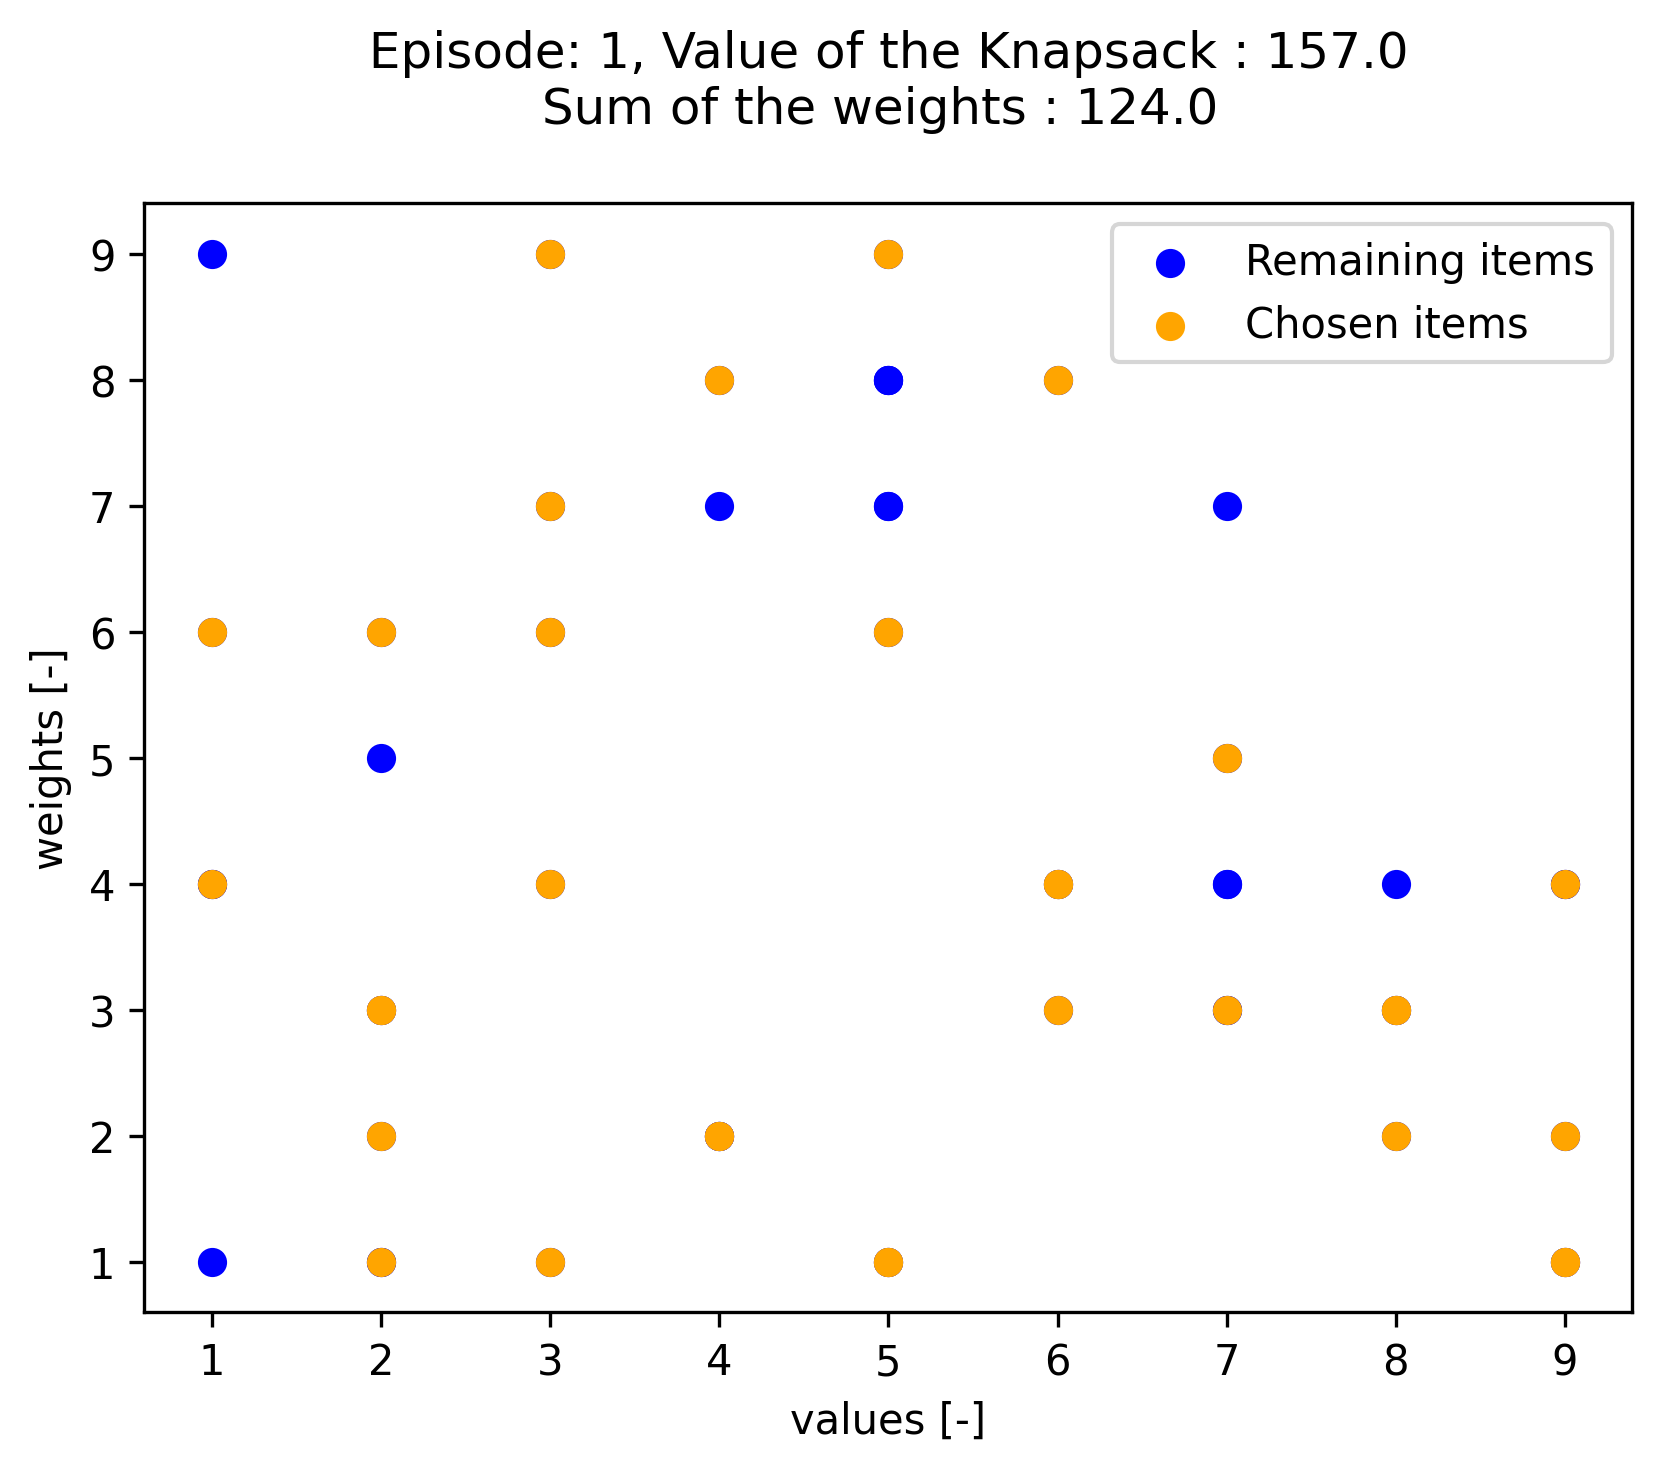 Episode: 1, Value of the Knapsack : 157.0
Sum of the weights : 124.0
Remaining items
Chosen items
9
8
7
6
5
4
3
2
1
weights [-]
1 2 3 4 5 6 7 8 9
values [-]